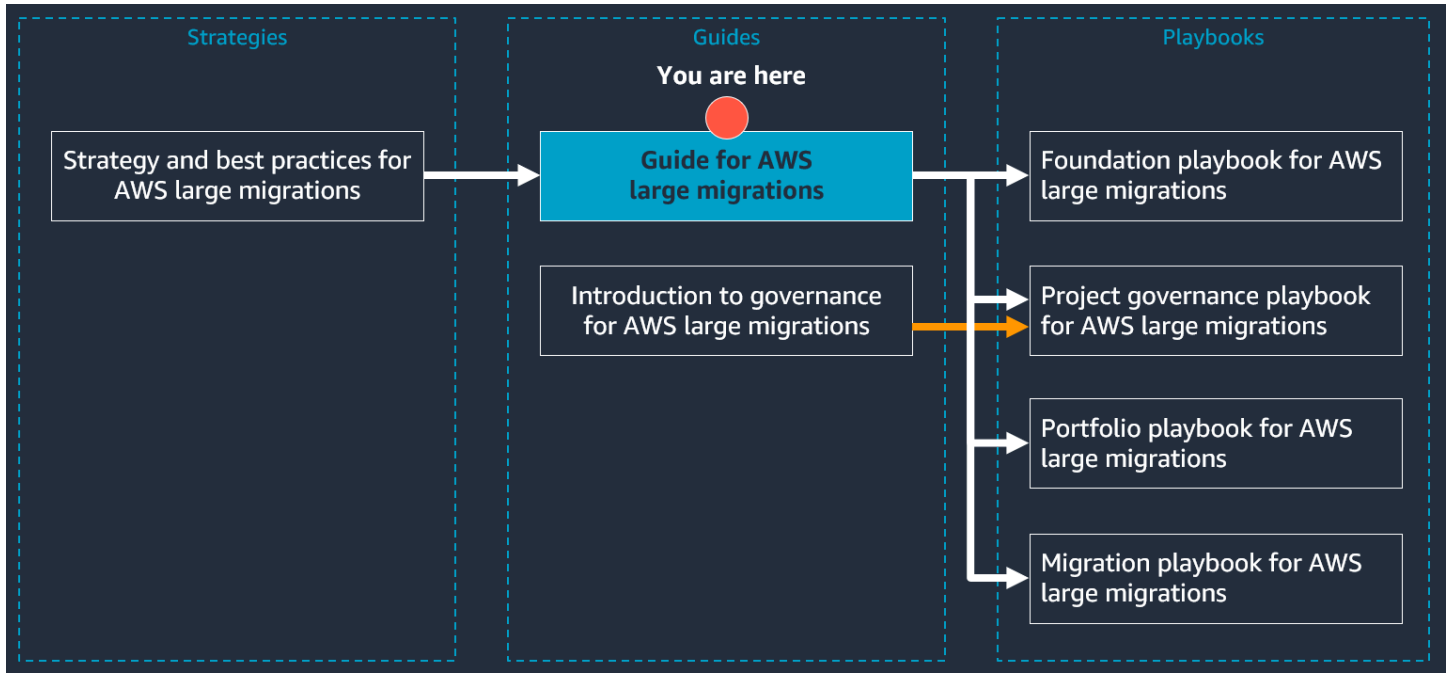 Strategies
Guides
Playbooks
You are here
Strategy and best practices for
AWS large migrations
Guide for AWS
large migrations
Foundation playbook for AWS
large migrations
Introduction to governance
for AWS large migrations
Project governance playbook
for AWS large migrations
Portfolio playbook for AWS
large migrations
Migration playbook for AWS
large migrations